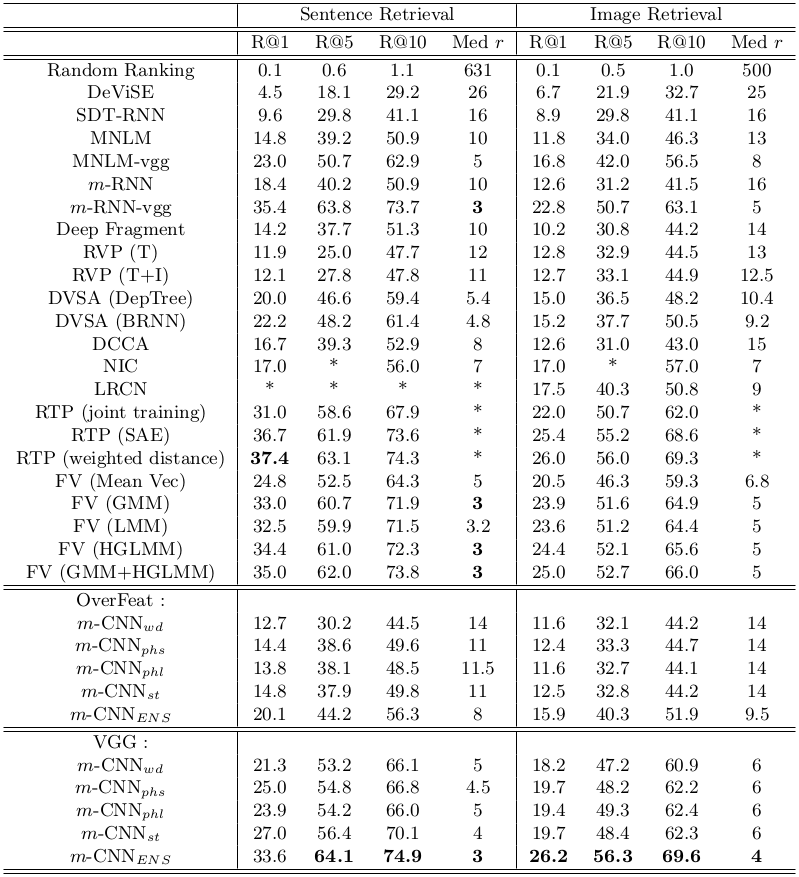 Sentence Retrieval Image Retrieval
R@1 R@5 R@10 Med r R@1 R@5 R@10 Med r
Random Ranking 0.1 0.6 1.1 631 0.1 0.5 1.0 500
DeViSE 4.5 18.1 29.2 26 6.7 21.9 32.7 25
SDT-RNN 9.6 29.8 41.1 16 8.9 29.8 41.1 16
MNLM 14.8 39.2 50.9 10 11.8 34.0 46.3 13
MNLM-vgg 23.0 50.7 62.9 5 16.8 42.0 56.5 8
m-RNN 18.4 40.2 50.9 10 12.6 31.2 41.5 16
m-RNN-vgg 35.4 63.8 73.7 3 22.8 50.7 63.1 5
Deep Fragment 14.2 37.7 51.3 10 10.2 30.8 44.2 14
RVP (T) 11.9 25.0 47.7 12 12.8 32.9 44.5 13
RVP (T+I) 12.1 27.8 47.8 11 12.7 33.1 44.9 12.5
DVSA (DepTree) 20.0 46.6 59.4 5.4 15.0 36.5 48.2 10.4
DVSA (BRNN) 22.2 48.2 61.4 4.8 15.2 37.7 50.5 9.2
DCCA 16.7 39.3 52.9 8 12.6 31.0 43.0 15
NIC 17.0 * 56.0 7 17.0 * 57.0 7
LRCN * * * * 17.5 40.3 50.8 9
RTP (joint training) 31.0 58.6 67.9 * 22.0 50.7 62.0 *
RTP (SAE) 36.7 61.9 73.6 * 25.4 55.2 68.6 *
RTP (weighted distance) 37.4 63.1 74.3 * 26.0 56.0 69.3 *
FV (Mean Vec) 24.8 52.5 64.3 5 20.5 46.3 59.3 6.8
FV (GMM) 33.0 60.7 71.9 3 23.9 51.6 64.9 5
FV (LMM) 32.5 59.9 71.5 3.2 23.6 51.2 64.4 5
FV (HGLMM) 34.4 61.0 72.3 3 24.4 52.1 65.6 5
FV (GMM+HGLMM) 35.0 62.0 73.8 3 25.0 52.7 66.0 5
OverFeat :
m-CNN_wd 12.7 30.2 44.5 14 11.6 32.1 44.2 14
m-CNN_phs 14.4 38.6 49.6 11 12.4 33.3 44.7 14
m-CNN_phl 13.8 38.1 48.5 11.5 11.6 32.7 44.1 14
m-CNN_st 14.8 37.9 49.8 11 12.5 32.8 44.2 14
m-CNN_ENS 20.1 44.2 56.3 8 15.9 40.3 51.9 9.5
VGG :
m-CNN_wd 21.3 53.2 66.1 5 18.2 47.2 60.9 6
m-CNN_phs 25.0 54.8 66.8 4.5 19.7 48.2 62.2 6
m-CNN_phl 23.9 54.2 66.0 5 19.4 49.3 62.4 6
m-CNN_st 27.0 56.4 70.1 4 19.7 48.4 62.3 6
m-CNN_ENS 33.6 64.1 74.9 3 26.2 56.3 69.6 4